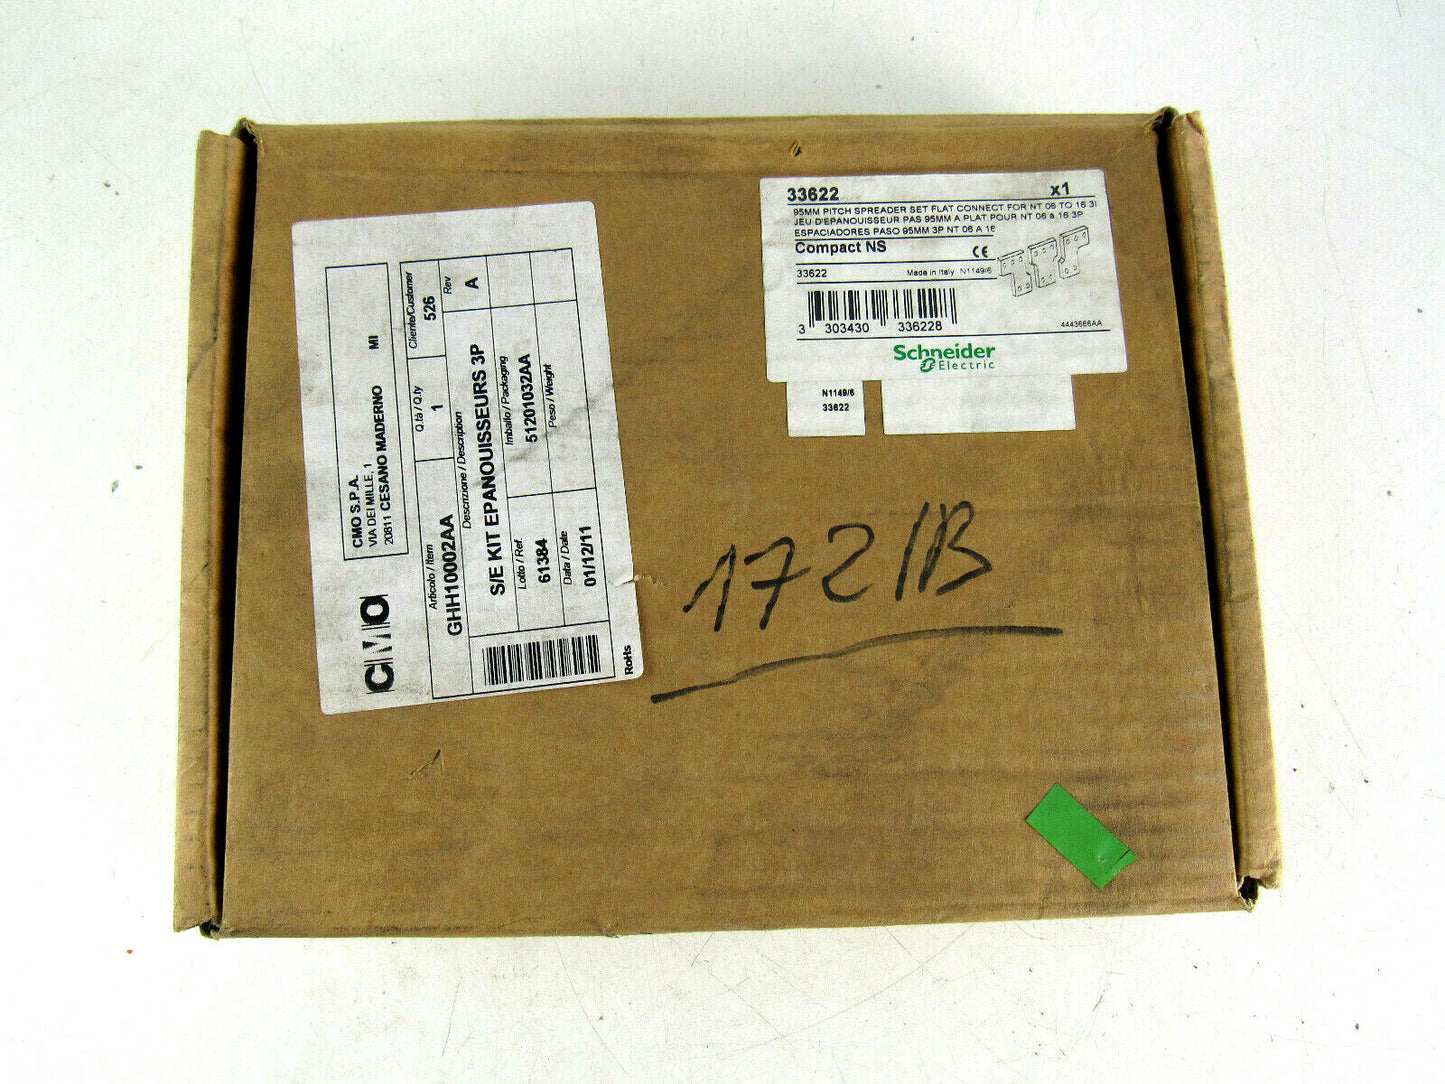 CMO
CMO S.P.A.
VIA DEI MILLE, 1
20811 CESANO MADERNO MI
Articolo / Item
GHH10002AA
Q.tà / Q.ty
1
Cliente/Customer
526
Descrizione / Description
S/E KIT EPANOUISSEURS 3P
Rev
A
Lotto / Ref.
61384
Imballo / Packaging
51201032AA
Data / Date
01/12/11
Peso / Weight
RoHs
33622 x1
95MM PITCH SPREADER SET FLAT CONNECT.FOR NT 06 TO 16 3
JEU D'EPANOUISSEUR PAS 95MM A PLAT POUR NT 06 à 16 3P
ESPACIADORES PASO 95MM 3P NT 06 A 16
Compact NS CE
33622 Made in Italy N1149/6
3 303430 336228
4443666AA
Schneider
Electric
N1149/6
33622
172/B